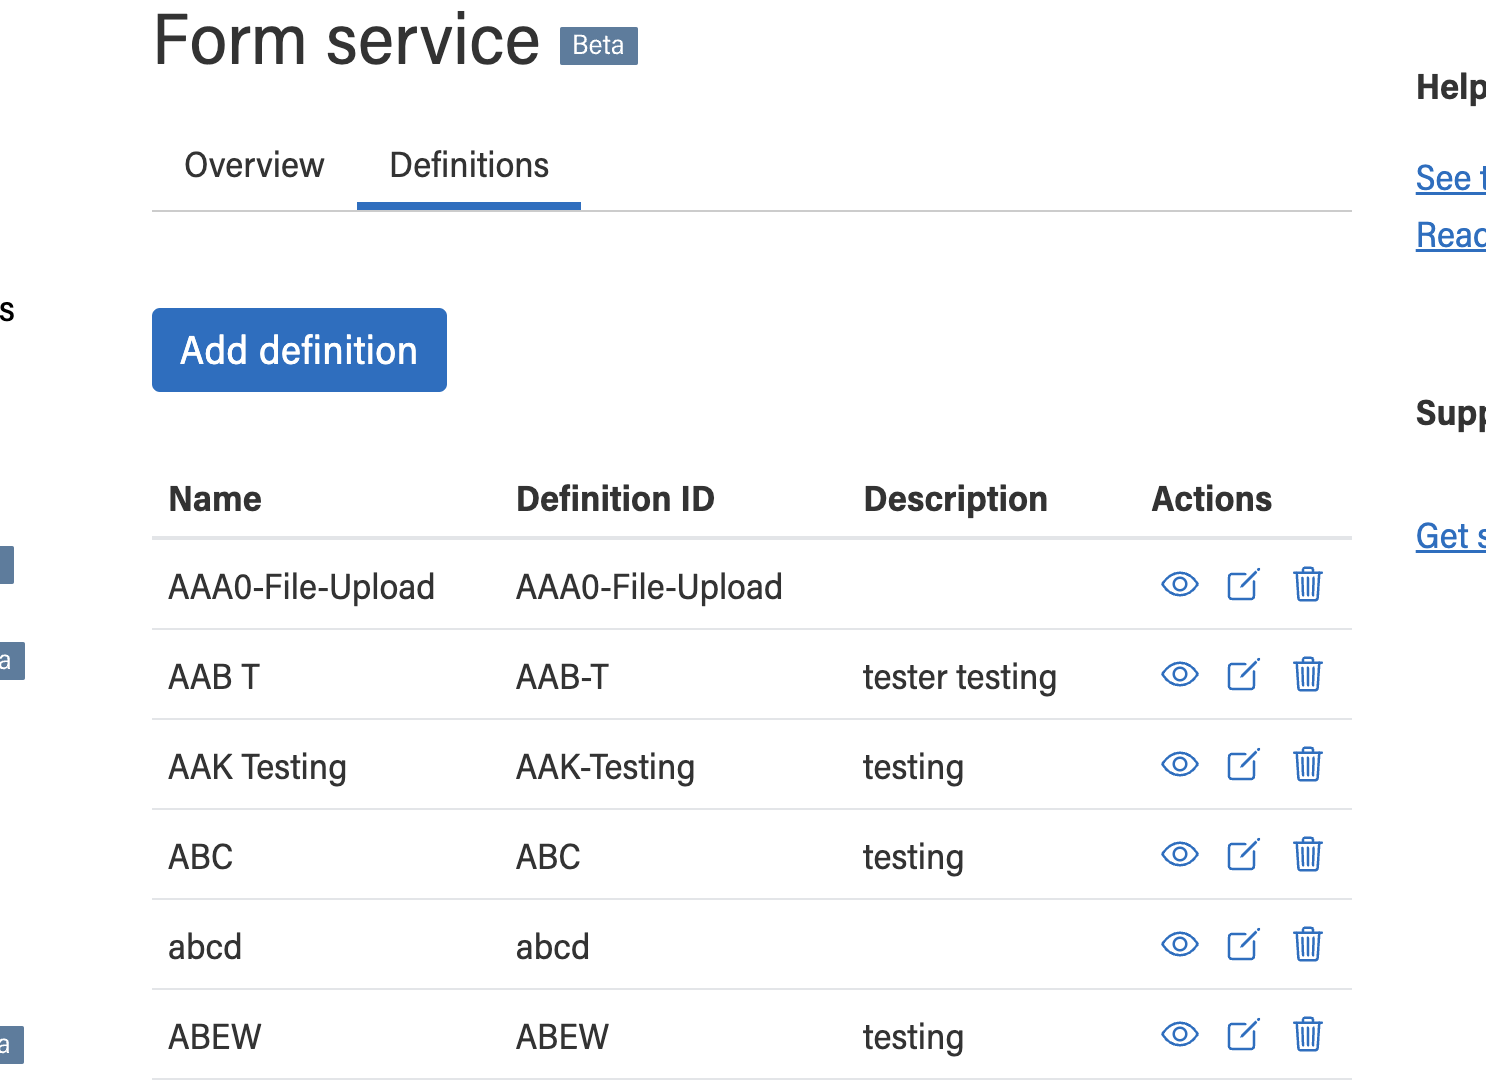 Form service Beta
Help
Overview Definitions
See
s
Add definition
Name Definition ID Description Actions
Get
AAA0-File-Upload AAA0-File-Upload
AAB T AAB-T tester testing
AAK Testing AAK-Testing testing
ABC ABC testing
abcd abcd
ABEW ABEW testing